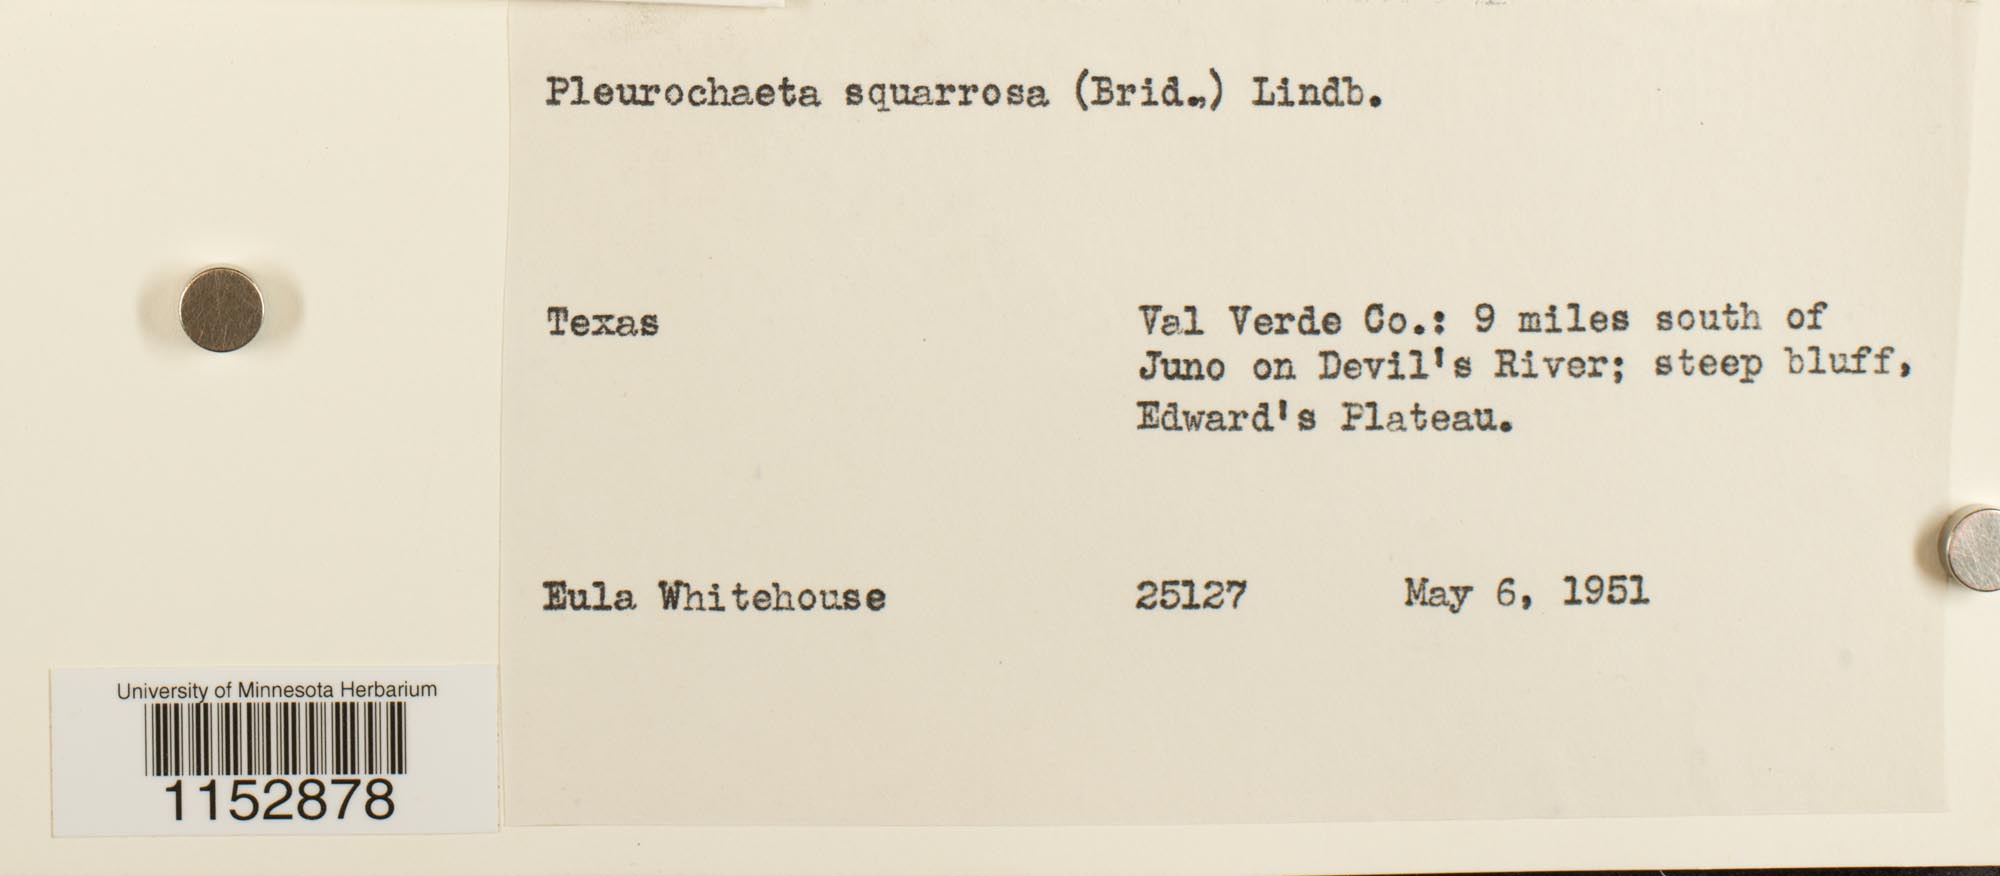 Pleurochaeta squarrosa (Brid.,) Lindb.
Texas
Val Verde Co.: 9 miles south of
Juno on Devil's River; steep bluff,
Edward's Plateau.
Eula Whitehouse 25127 May 6, 1951
University of Minnesota Herbarium
1152878